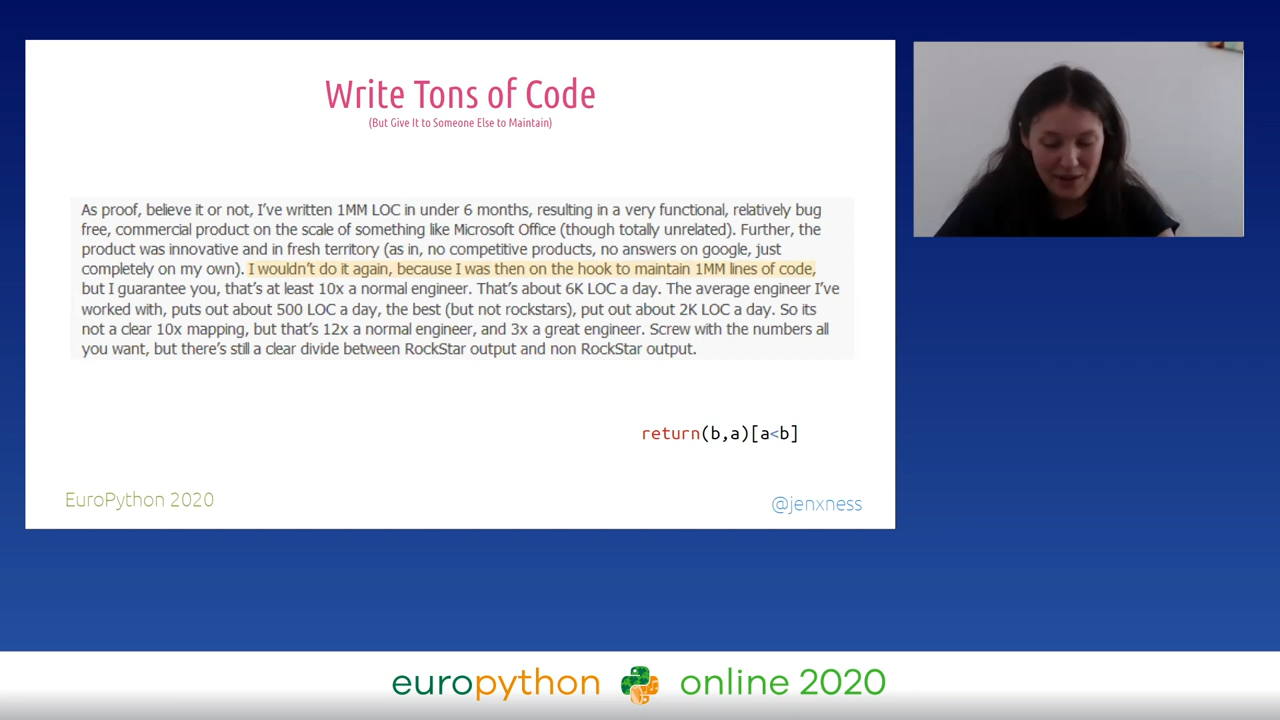 Write Tons of Code
(But Give It to Someone Else to Maintain)
As proof, believe it or not, I've written 1MM LOC in under 6 months, resulting in a very functional, relatively bug
free, commercial product on the scale of something like Microsoft Office (though totally unrelated). Further, the
product was innovative and in fresh territory (as in, no competitive products, no answers on google, just
completely on my own). I wouldn't do it again, because I was then on the hook to maintain 1MM lines of code,
but I guarantee you, that's at least 10x a normal engineer. That's about 6K LOC a day. The average engineer I've
worked with, puts out about 500 LOC a day, the best (but not rockstars), put out about 2K LOC a day. So its
not a clear 10x mapping, but that's 12x a normal engineer, and 3x a great engineer. Screw with the numbers all
you want, but there's still a clear divide between RockStar output and non RockStar output.
return(b,a)[a<b]
EuroPython 2020
@jenxness
europython online 2020